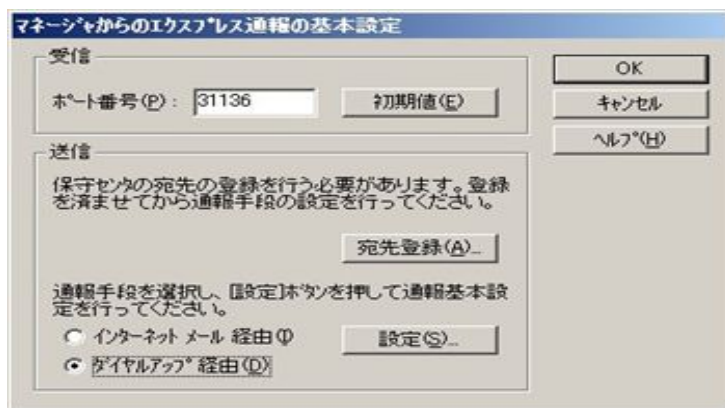 マネージャからのエクスプレス通報の基本設定
受信
ポート番号(P): 31136
初期値(E)
OK
キャンセル
ヘルプ(H)
送信
保守センタの宛先の登録を行う必要があります。登録
を済ませてから通報手段の設定を行ってください。
宛先登録(A)...
通報手段を選択し、[設定]ボタンを押して通報基本設
定を行ってください。
インターネット メール 経由(I)
設定(S)...
ダイヤルアップ 経由(D)